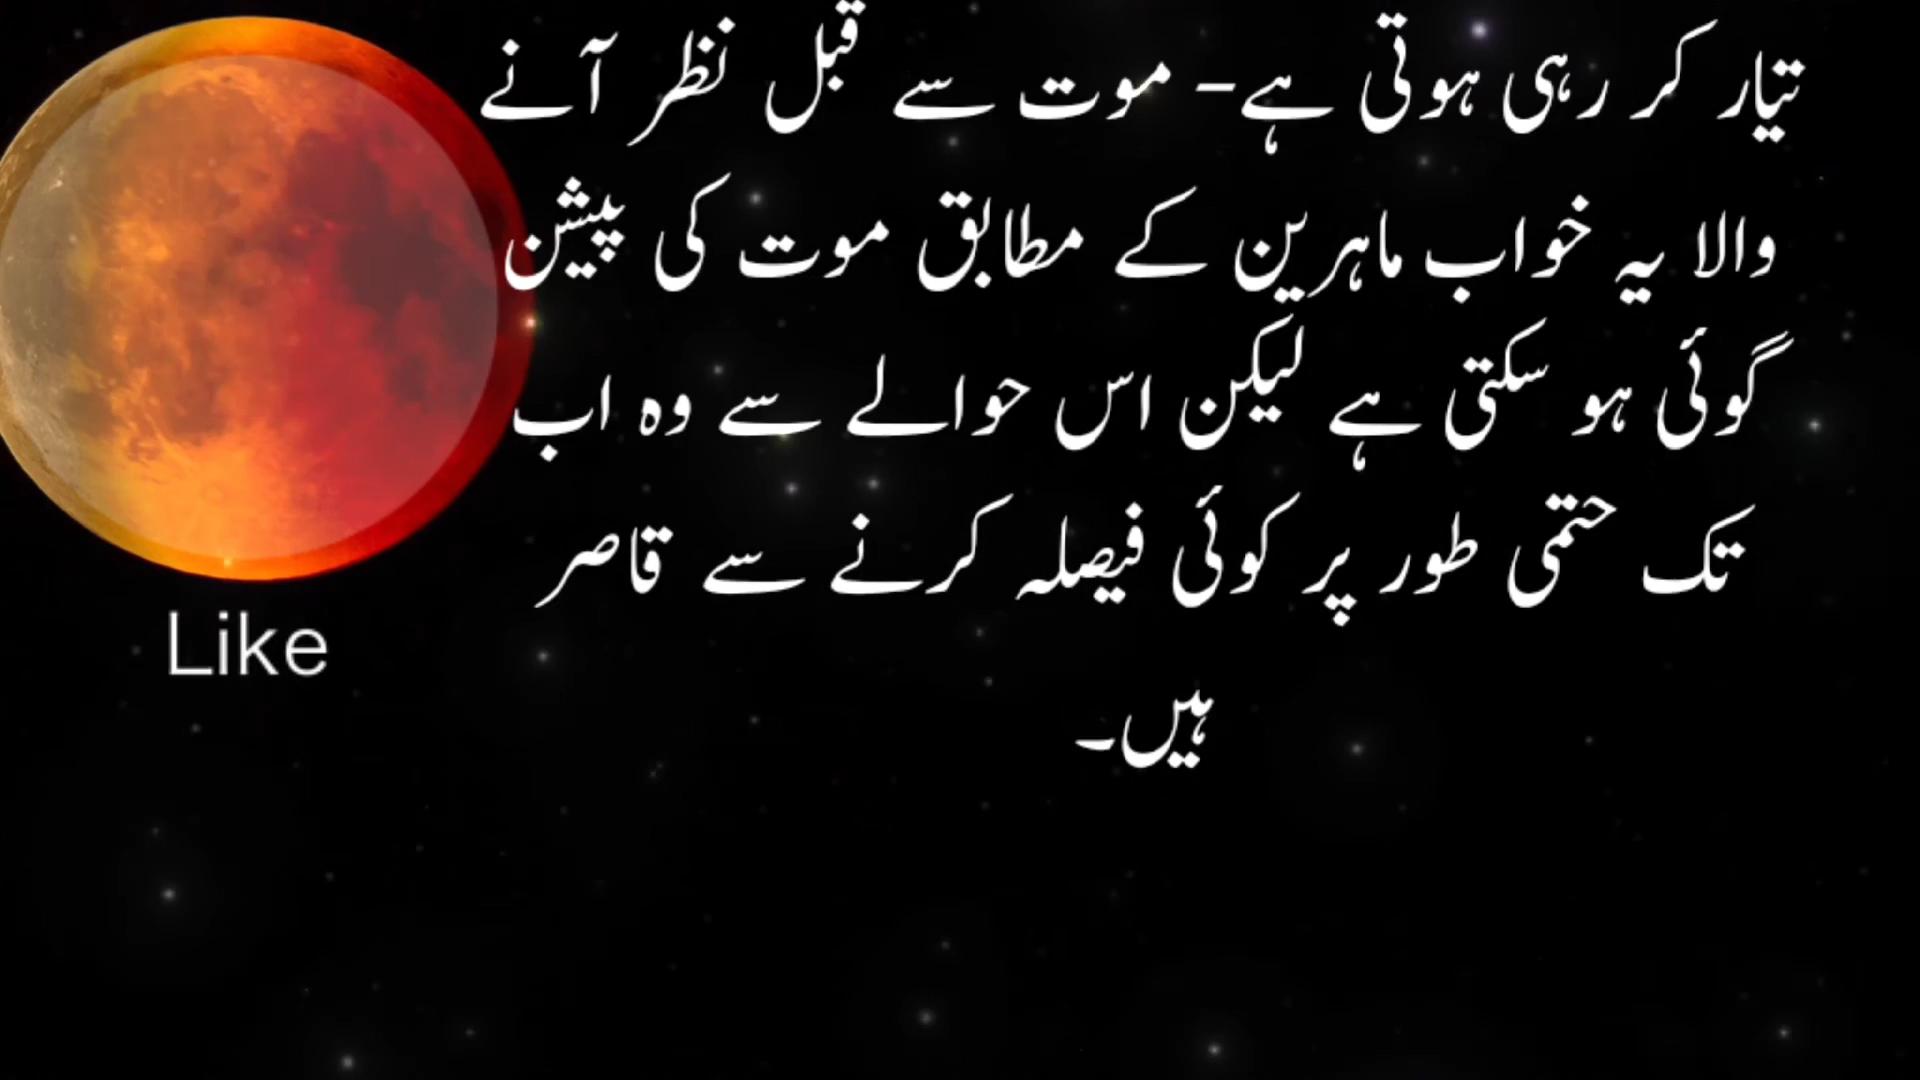 تیار کر رہی ہوتی ہے- موت سے قبل نظر آنے
والا یہ خواب ماہرین کے مطابق موت کی پیشن
گوئی ہو سکتی ہے لیکن اس حوالے سے وہ اب
تک حتمی طور پر کوئی فیصلہ کرنے سے قاصر
ہیں۔
Like